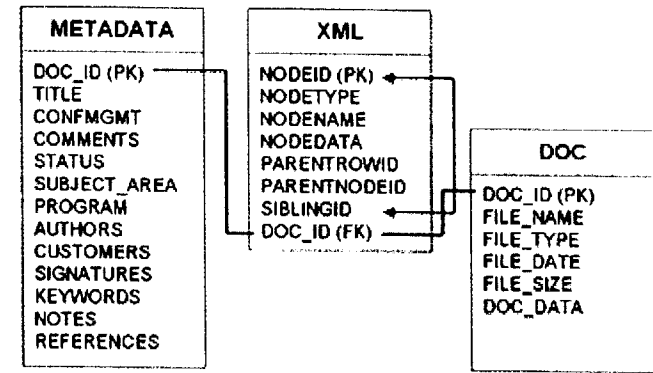 METADATA
DOC_ID (PK)
TITLE
CONFMGMT
COMMENTS
STATUS
SUBJECT_AREA
PROGRAM
AUTHORS
CUSTOMERS
SIGNATURES
KEYWORDS
NOTES
REFERENCES
XML
NODEID (PK)
NODETYPE
NODENAME
NODEDATA
PARENTROWID
PARENTNODEID
SIBLINGID
DOC_ID (FK)
DOC
DOC_ID (PK)
FILE_NAME
FILE_TYPE
FILE_DATE
FILE_SIZE
DOC_DATA